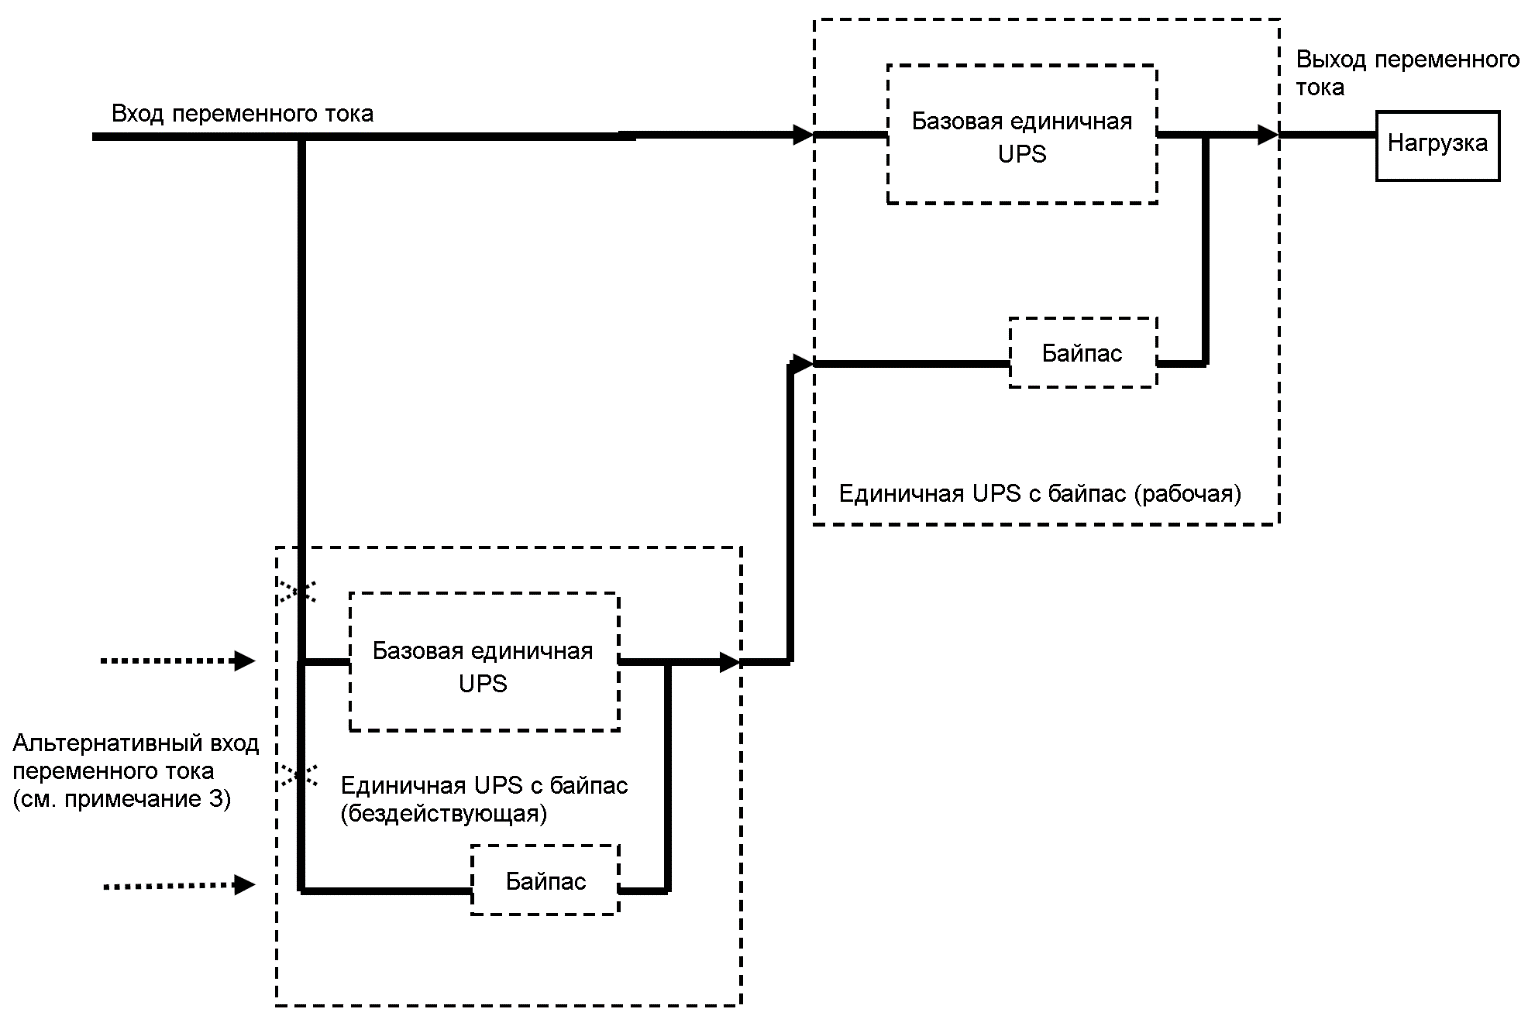 Выход переменного
тока
Вход переменного тока
Базовая единичная
UPS
Нагрузка
Байпас
Единичная UPS с байпас (рабочая)
Базовая единичная
UPS
Альтернативный вход
переменного тока
(см. примечание 3)
Единичная UPS с байпас
(бездействующая)
Байпас